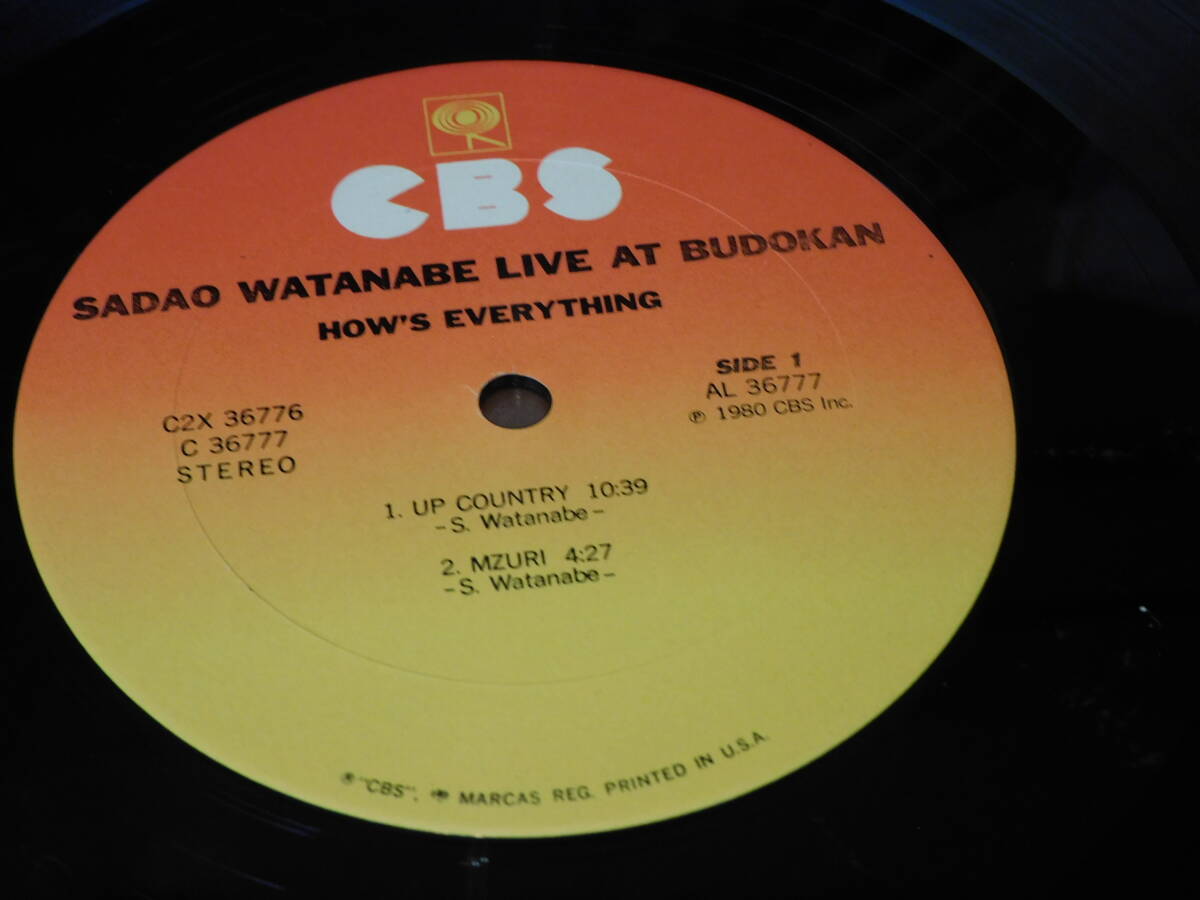 CBS
SADAO WATANABE LIVE AT BUDOKAN
HOW'S EVERYTHING
SIDE 1
AL 36777
℗ 1980 CBS Inc.
C2X 36776
C 36777
STEREO
1. UP COUNTRY 10:39
–S. Watanabe–
2. MZURI 4:27
–S. Watanabe–
® "CBS", MARCAS REG. PRINTED IN U.S.A.